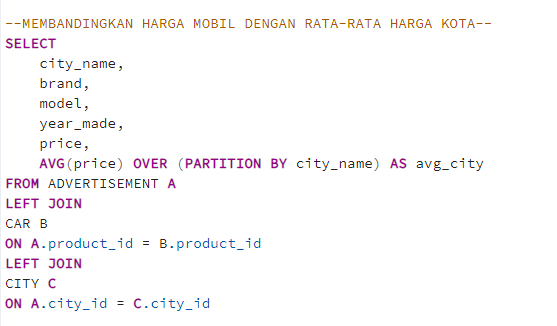 --MEMBANDINGKAN HARGA MOBIL DENGAN RATA-RATA HARGA KOTA--
SELECT
    city_name,
    brand,
    model,
    year_made,
    price,
    AVG(price) OVER (PARTITION BY city_name) AS avg_city
FROM ADVERTISEMENT A
LEFT JOIN
CAR B
ON A.product_id = B.product_id
LEFT JOIN
CITY C
ON A.city_id = C.city_id